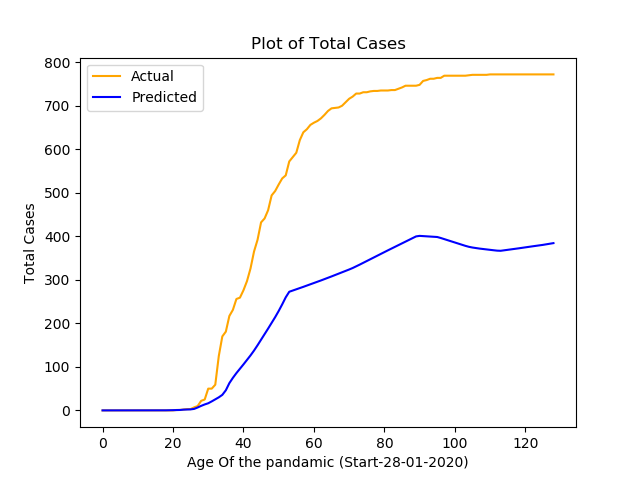 Plot of Total Cases
Actual
Predicted
Total Cases
800
700
600
500
400
300
200
100
0
0 20 40 60 80 100 120
Age Of the pandamic (Start-28-01-2020)